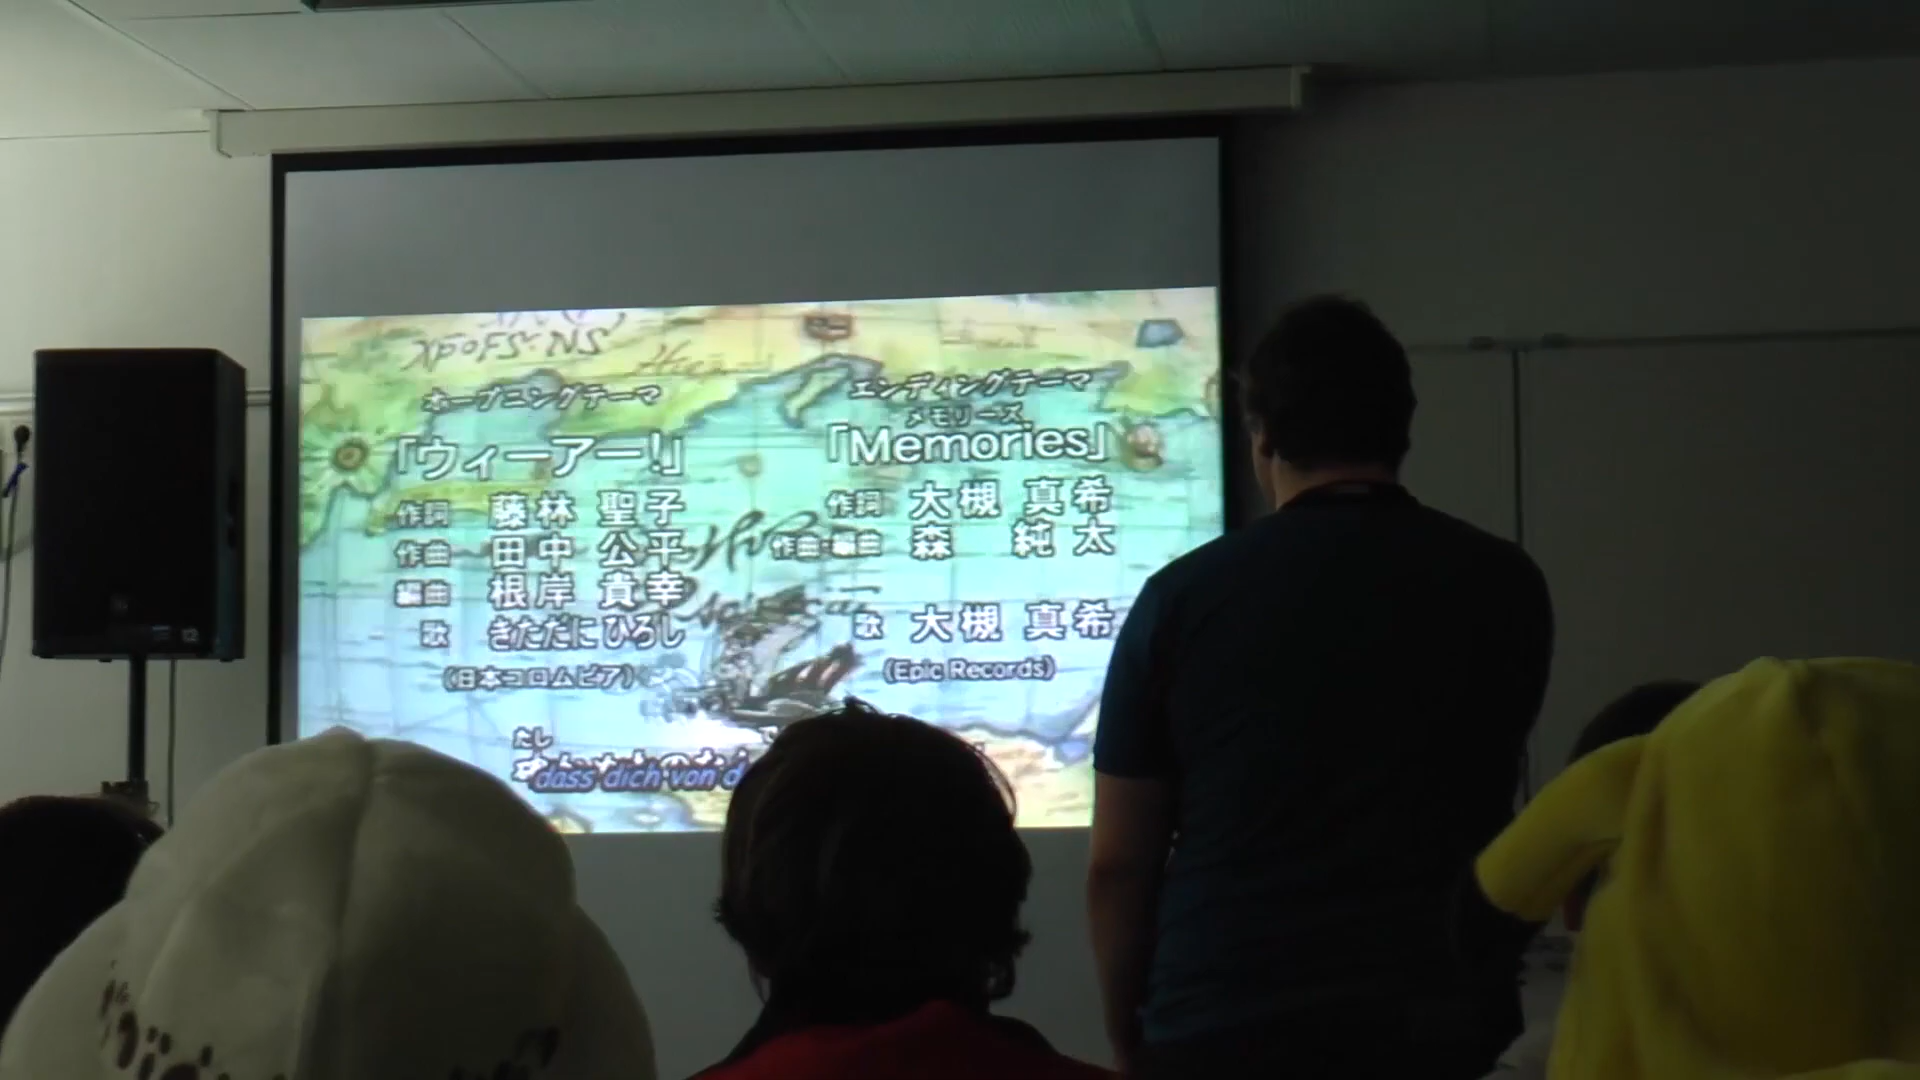 オープニングテーマ
「ウィーアー!」
作詞 藤林 聖子
作曲 田中 公平
編曲 根岸 貴幸
歌 きただに ひろし
(日本コロムビア)
エンディングテーマ
メモリーズ
「Memories」
作詞 大槻 真希
作曲・編曲 森 純太
歌 大槻 真希
(Epic Records)
たし
dass dich von
12